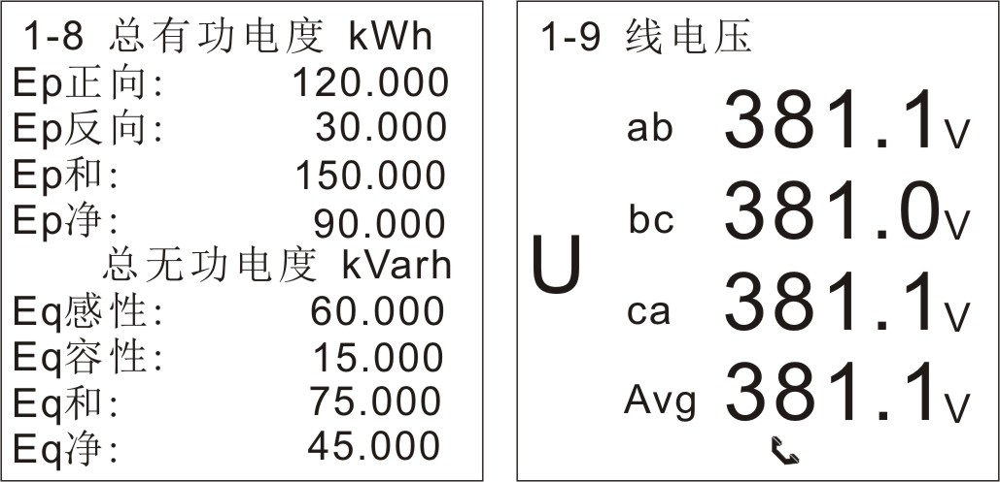 1-8 总有功电度 kWh
Ep正向: 120.000
Ep反向: 30.000
Ep和: 150.000
Ep净: 90.000
总无功电度 kVarh
Eq感性: 60.000
Eq容性: 15.000
Eq和: 75.000
Eq净: 45.000
1-9 线电压
U
ab 381.1V
bc 381.0V
ca 381.1V
Avg 381.1V